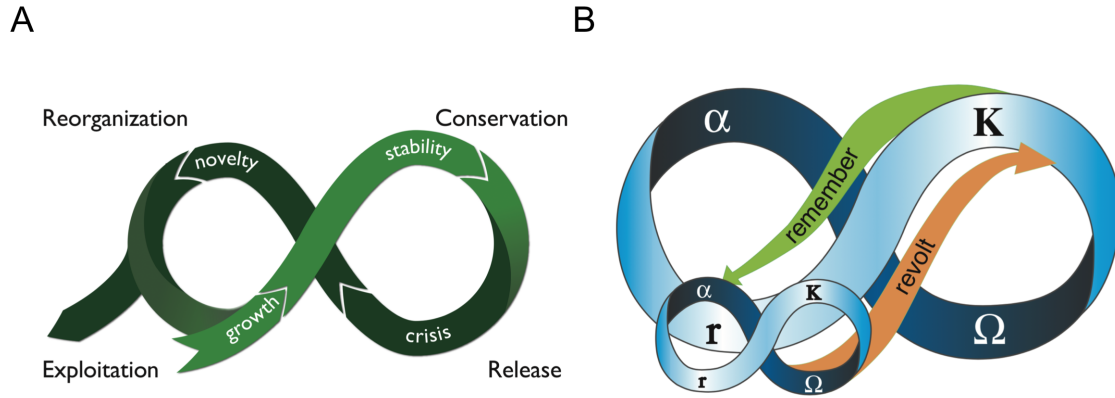 A
Reorganization
Conservation
novelty
stability
growth
crisis
Exploitation
Release
B
α
K
remember
revolt
r
Ω
α
K
r
Ω